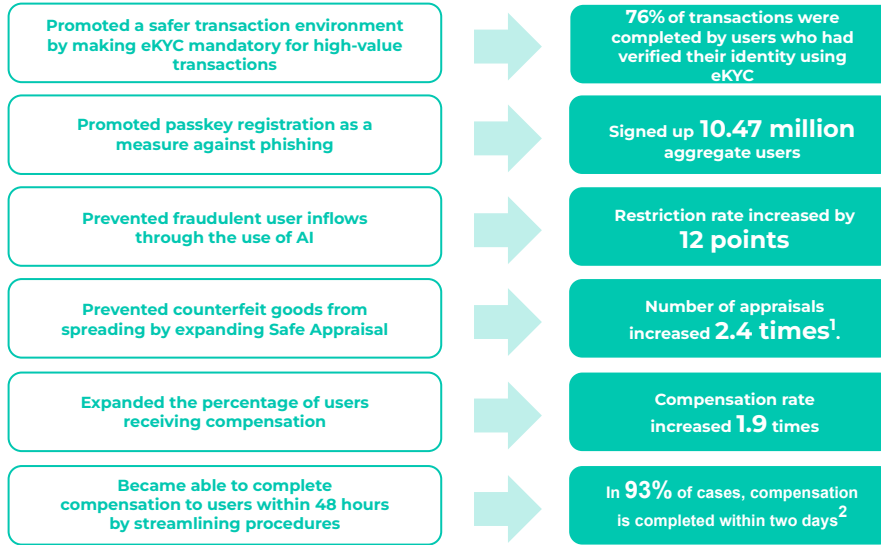 Promoted a safer transaction environment
by making eKYC mandatory for high-value
transactions
76% of transactions were
completed by users who had
verified their identity using
eKYC
Promoted passkey registration as a
measure against phishing
Signed up 10.47 million
aggregate users
Prevented fraudulent user inflows
through the use of AI
Restriction rate increased by
12 points
Prevented counterfeit goods from
spreading by expanding Safe Appraisal
Number of appraisals
increased 2.4 times¹.
Expanded the percentage of users
receiving compensation
Compensation rate
increased 1.9 times
Became able to complete
compensation to users within 48 hours
by streamlining procedures
In 93% of cases, compensation
is completed within two days²